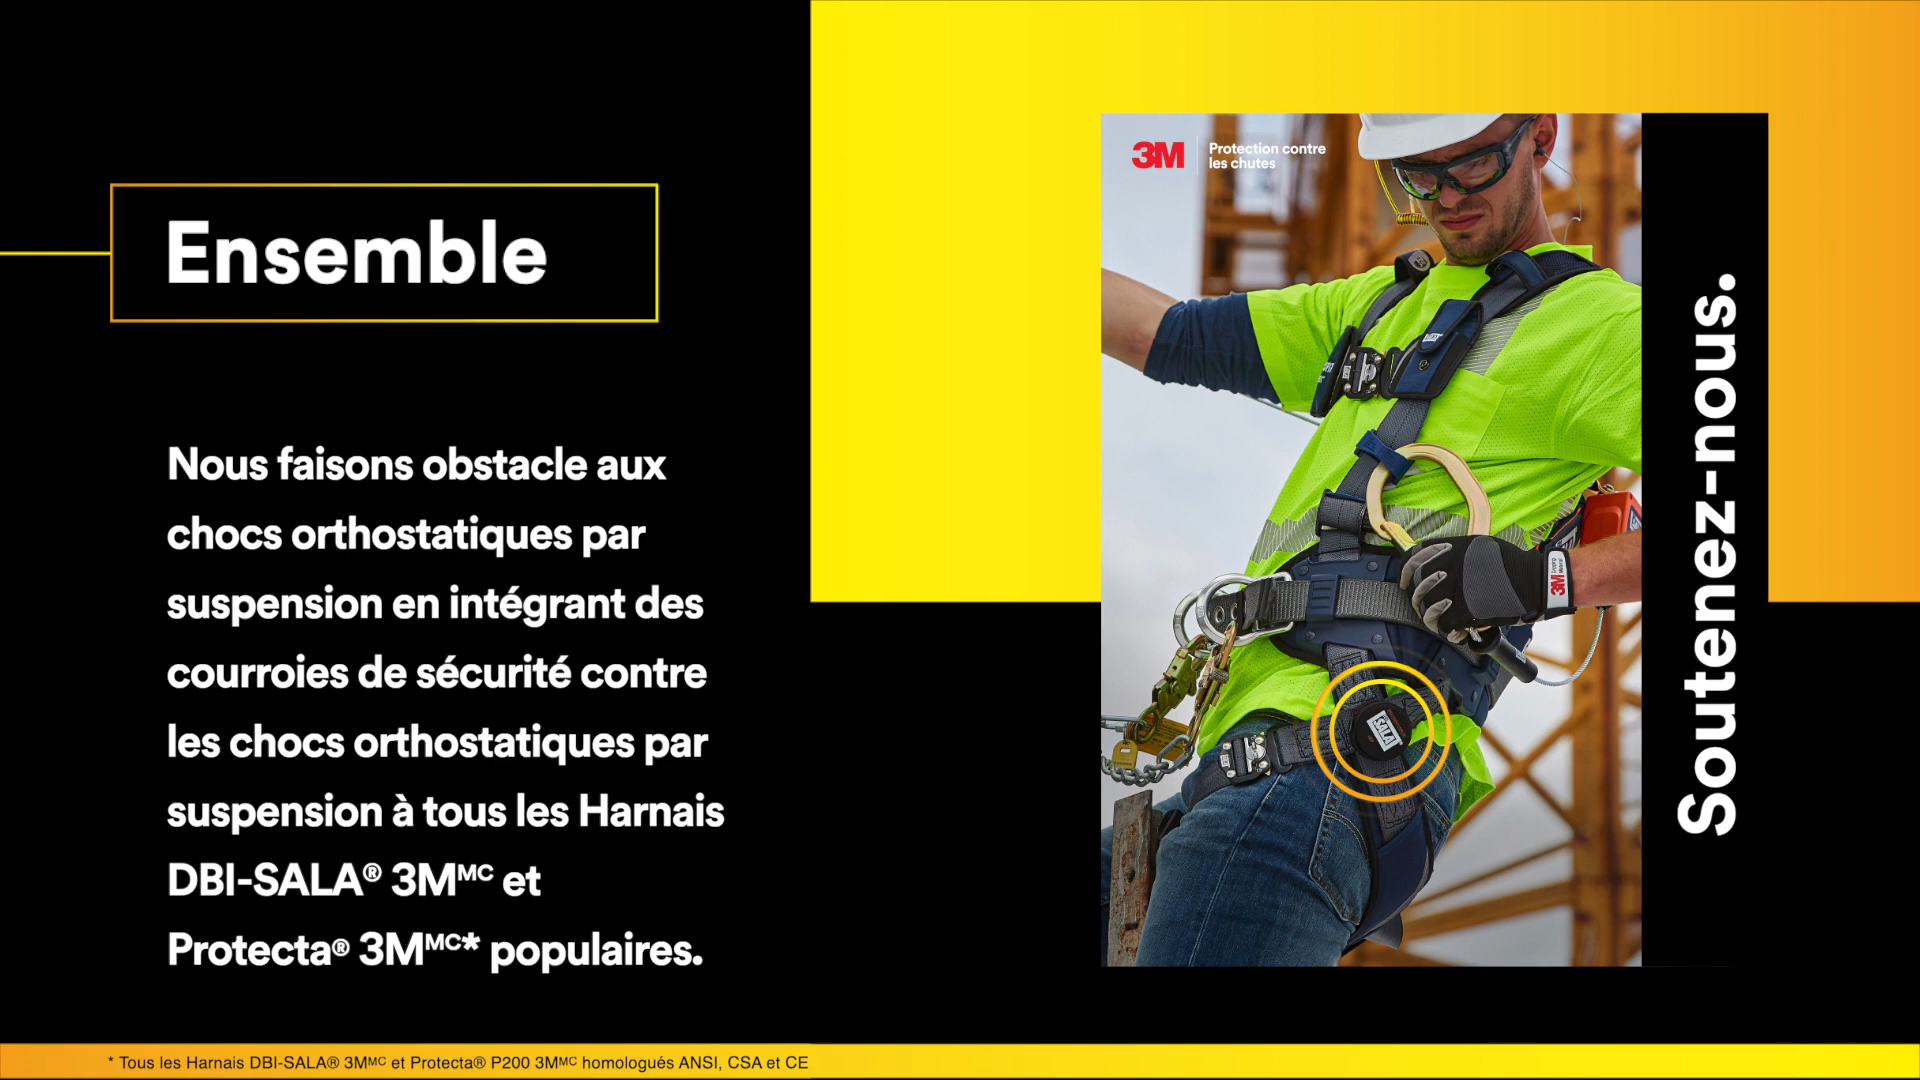 Ensemble
Nous faisons obstacle aux
chocs orthostatiques par
suspension en intégrant des
courroies de sécurité contre
les chocs orthostatiques par
suspension à tous les Harnais
DBI-SALA® 3Mᴹᶜ et
Protecta® 3Mᴹᶜ* populaires.
3M
Protection contre
les chutes
3M
SALA
Soutenez-nous.
* Tous les Harnais DBI-SALA® 3Mᴹᶜ et Protecta® P200 3Mᴹᶜ homologués ANSI, CSA et CE